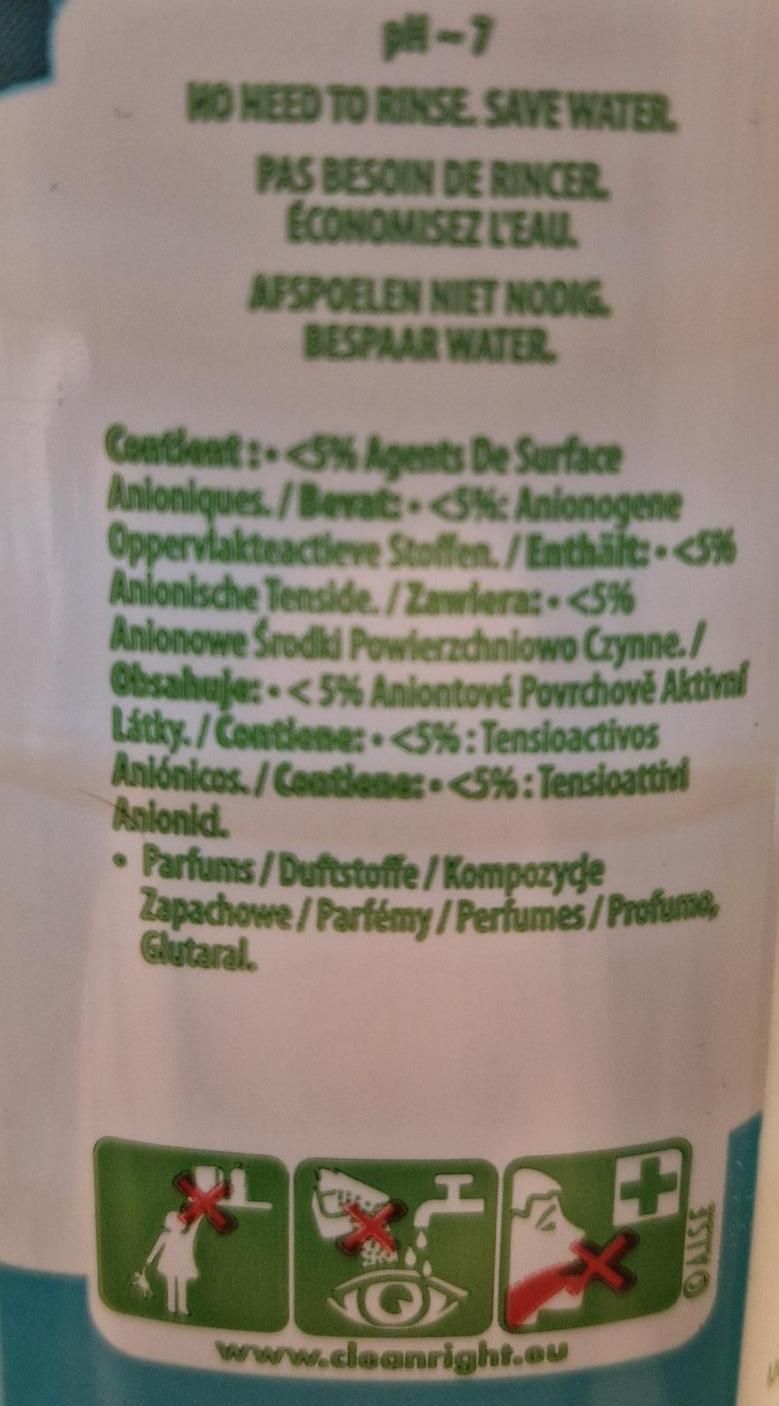 pH ~ 7
NO NEED TO RINSE. SAVE WATER.
PAS BESOIN DE RINCER.
ÉCONOMISEZ L'EAU.
AFSPOELEN NIET NODIG.
BESPAAR WATER.
Contient : • <5% Agents De Surface
Anioniques. / Bevat: • <5%: Anionogene
Oppervlakteactieve Stoffen. / Enthält: • <5%
Anionische Tenside. / Zawiera: • <5%
Anionowe Środki Powierzchniowo Czynne. /
Obsahuje: • < 5% Aniontové Povrchově Aktivní
Látky. / Contiene: • <5% : Tensioactivos
Aniónicos. / Contiene: • <5% : Tensioattivi
Anionici.
• Parfums / Duftstoffe / Kompozycje
Zapachowe / Parfémy / Perfumes / Profumo,
Glutaral.
© A.I.S.E
www.cleanright.eu